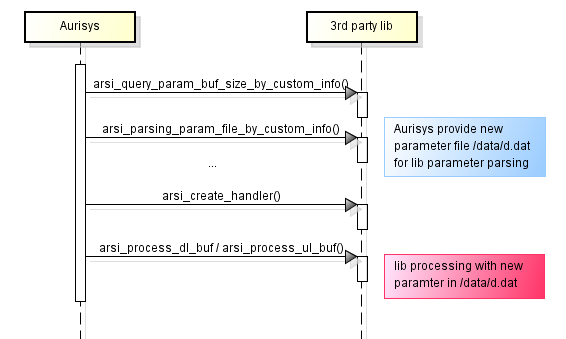 Aurisys
3rd party lib
arsi_query_param_buf_size_by_custom_info()
arsi_parsing_param_file_by_custom_info()
Aurisys provide new
parameter file /data/d.dat
for lib parameter parsing
...
arsi_create_handler()
arsi_process_dl_buf / arsi_process_ul_buf()
lib processing with new
paramter in /data/d.dat